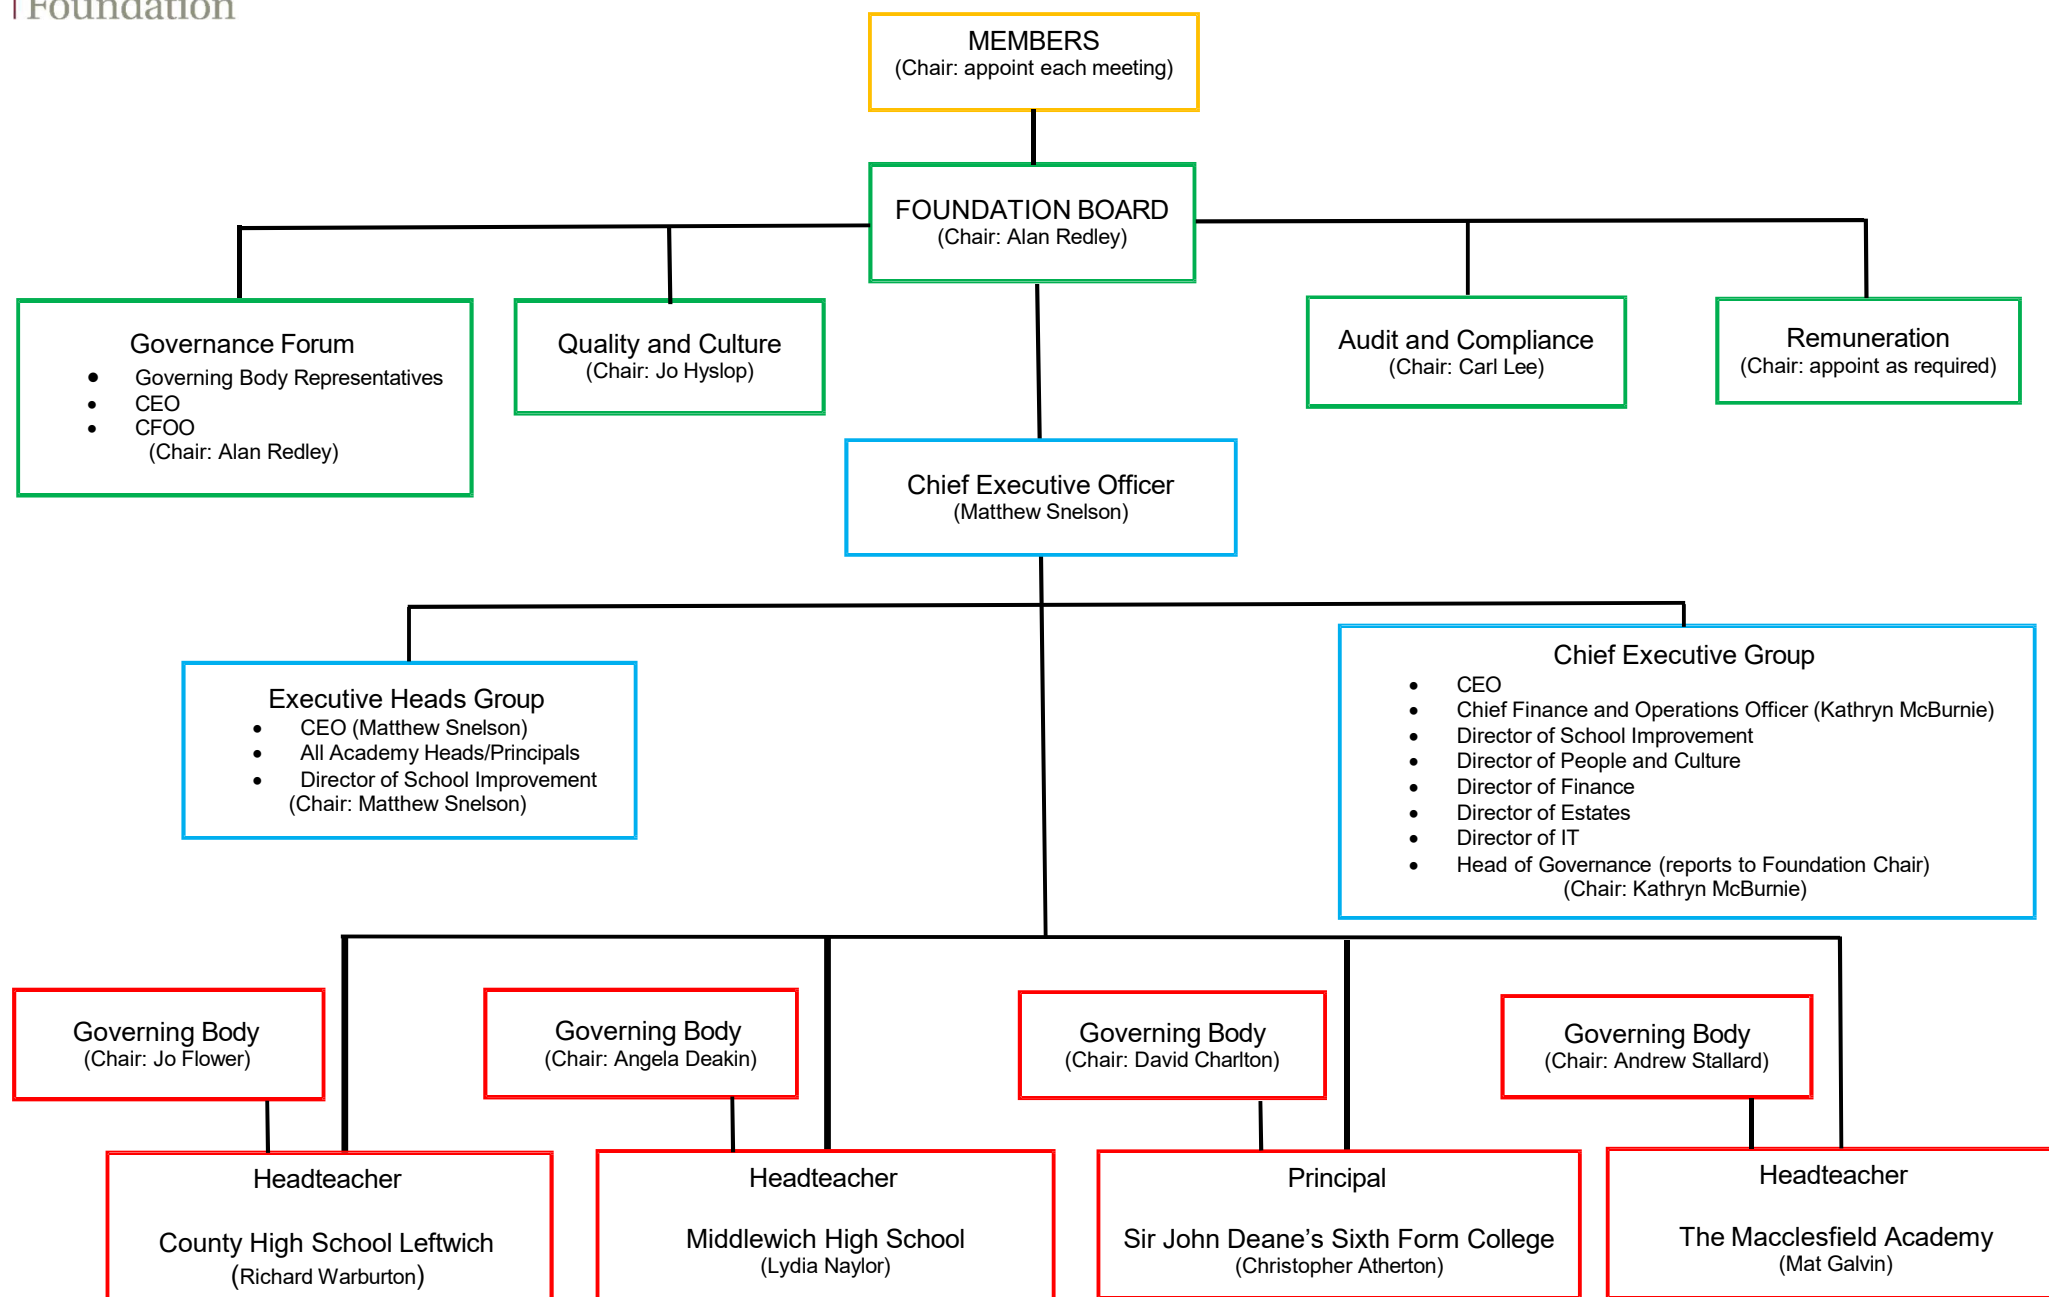 Foundation
MEMBERS
(Chair: appoint each meeting)
FOUNDATION BOARD
(Chair: Alan Redley)
Governance Forum
• Governing Body Representatives
• CEO
• CFOO
(Chair: Alan Redley)
Quality and Culture
(Chair: Jo Hyslop)
Audit and Compliance
(Chair: Carl Lee)
Remuneration
(Chair: appoint as required)
Chief Executive Officer
(Matthew Snelson)
Executive Heads Group
• CEO (Matthew Snelson)
• All Academy Heads/Principals
• Director of School Improvement
(Chair: Matthew Snelson)
Chief Executive Group
• CEO
• Chief Finance and Operations Officer (Kathryn McBurnie)
• Director of School Improvement
• Director of People and Culture
• Director of Finance
• Director of Estates
• Director of IT
• Head of Governance (reports to Foundation Chair)
(Chair: Kathryn McBurnie)
Governing Body
(Chair: Jo Flower)
Governing Body
(Chair: Angela Deakin)
Governing Body
(Chair: David Charlton)
Governing Body
(Chair: Andrew Stallard)
Headteacher
County High School Leftwich
(Richard Warburton)
Headteacher
Middlewich High School
(Lydia Naylor)
Principal
Sir John Deane’s Sixth Form College
(Christopher Atherton)
Headteacher
The Macclesfield Academy
(Mat Galvin)